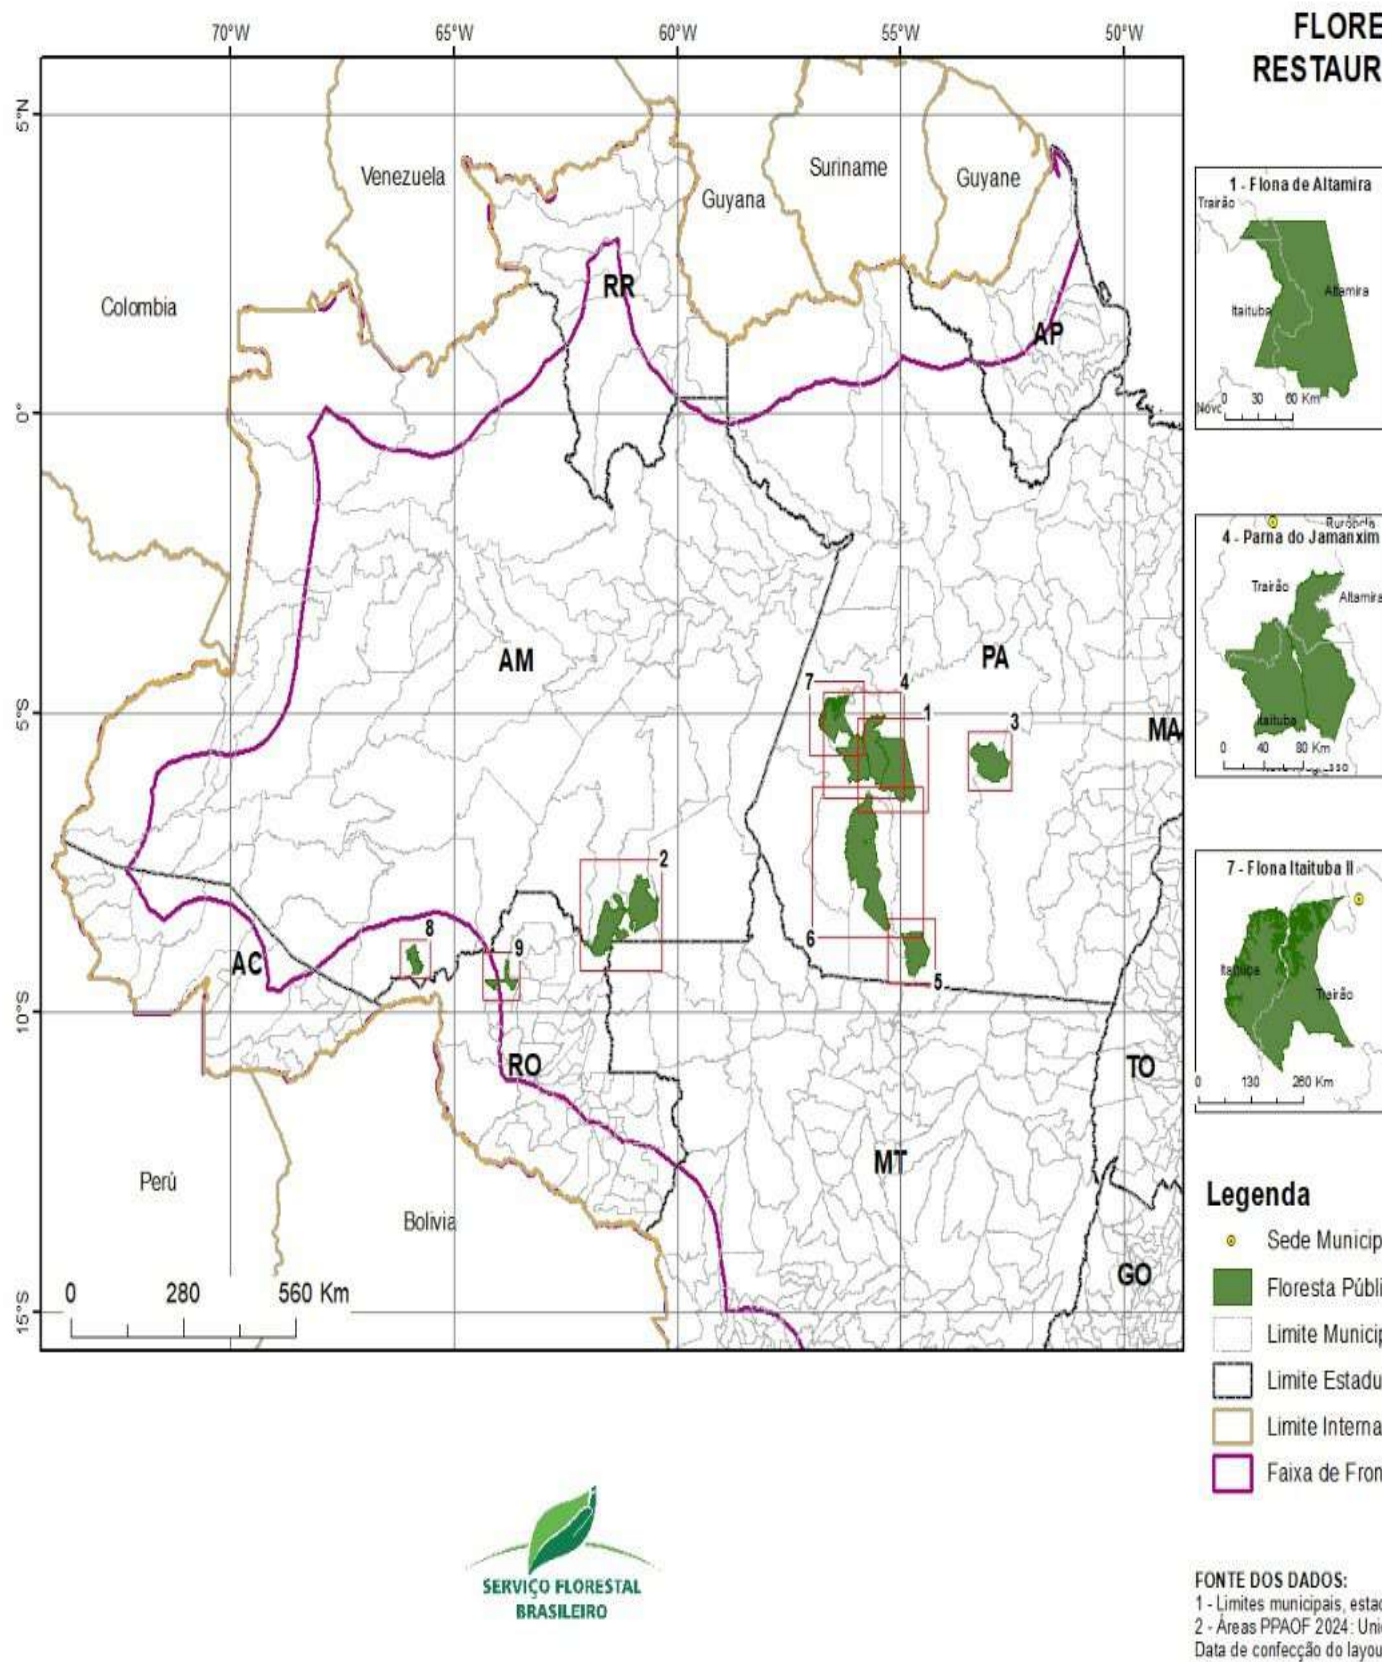 70°W 65°W 60°W 55°W 50°W
FLORE
RESTAUR
5°N
0°
5°S
10°S
15°S
Venezuela
Suriname
Guyane
Guyana
Colombia
RR
AP
AM
PA
MA
7
4
1
3
2
8
9
6
5
AC
RO
TO
MT
GO
Perú
Bolivia
0 280 560 Km
1 - Flona de Altamira
Trairão
Altamira
Itaituba
Novo
0 30 60 Km
Rurópolis
4 - Parna do Jamanxim
Trairão
Altamira
Itaituba
0 40 80 Km
7 - Flona Itaituba II
Itaituba
Trairão
0 130 260 Km
Legenda
Sede Municip
Floresta Públi
Limite Municip
Limite Estadu
Limite Interna
Faixa de Fron
SERVIÇO FLORESTAL
BRASILEIRO
FONTE DOS DADOS:
1 - Limites municipais, estad
2 - Áreas PPAOF 2024: Unid
Data de confecção do layou